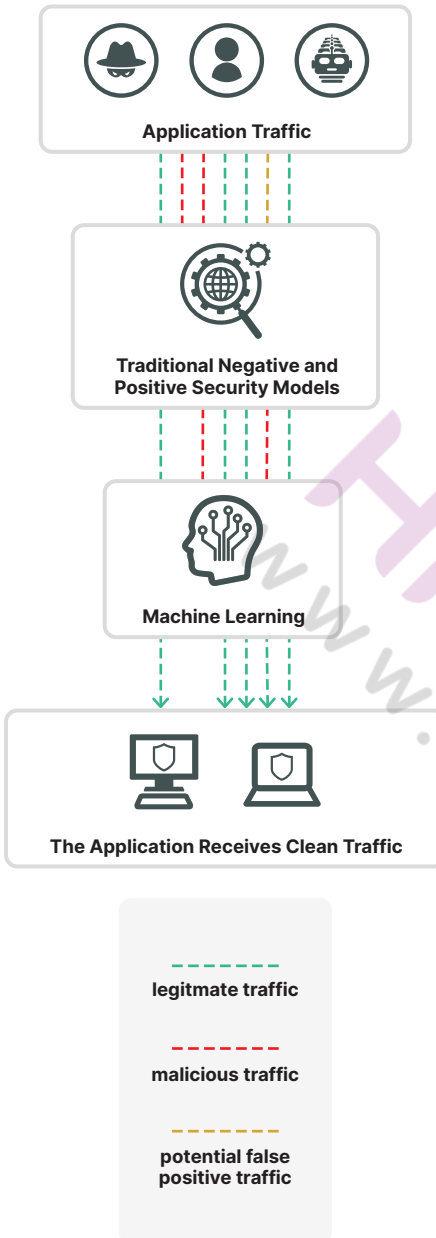 Application Traffic
Traditional Negative and
Positive Security Models
Machine Learning
The Application Receives Clean Traffic
legitmate traffic
malicious traffic
potential false
positive traffic
www.